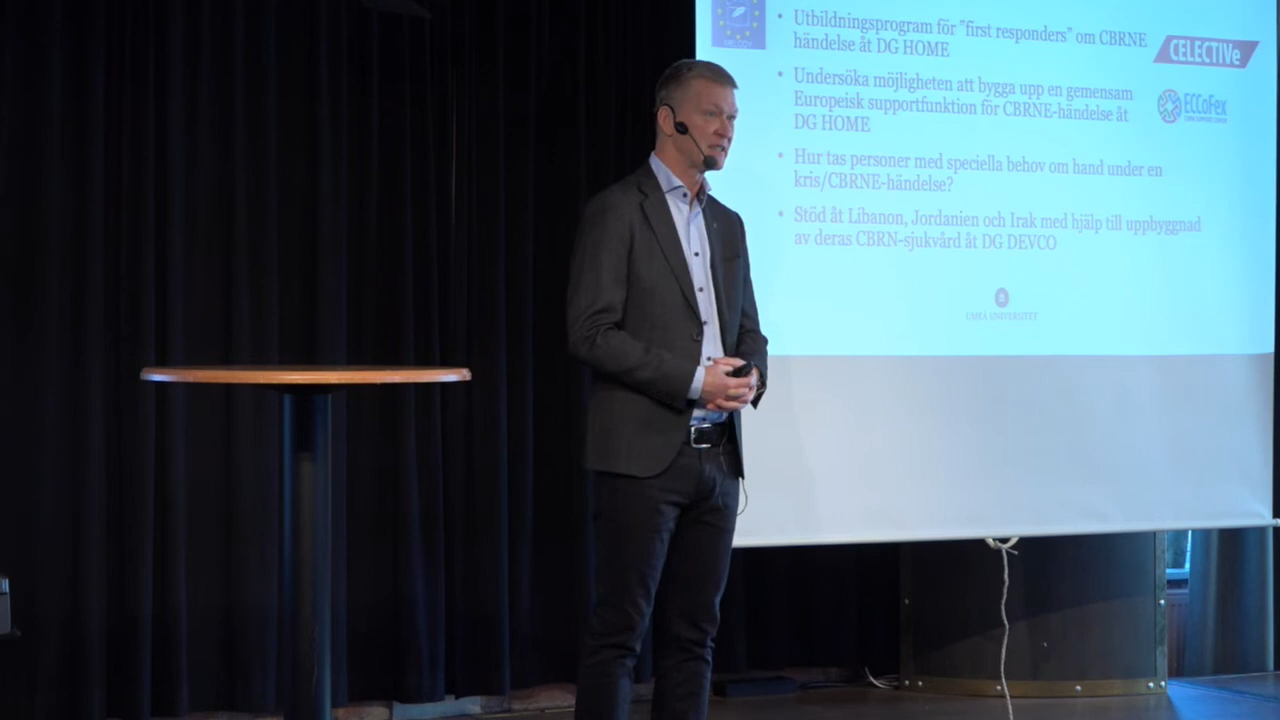 • Utbildningsprogram för ”first responders” om CBRNE
händelse åt DG HOME
CELECTIVe
• Undersöka möjligheten att bygga upp en gemensam
Europeisk supportfunktion för CBRNE-händelse åt
DG HOME
ECCoFex
• Hur tas personer med speciella behov om hand under en
kris/CBRNE-händelse?
• Stöd åt Libanon, Jordanien och Irak med hjälp till uppbyggnad
av deras CBRN-sjukvård åt DG DEVCO
UMEÅ UNIVERSITET